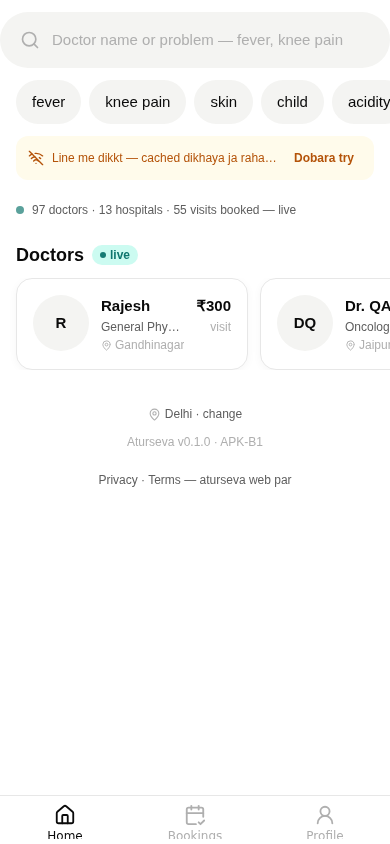 Doctor name or problem — fever, knee pain
fever
knee pain
skin
child
acidity
Line me dikkt — cached dikhaya ja raha…
Dobara try
97 doctors · 13 hospitals · 55 visits booked — live
Doctors
live
R
Rajesh
₹300
General Phy…
visit
Gandhinagar
DQ
Dr. QA
Oncolog
Jaipur
Delhi · change
Aturseva v0.1.0 · APK-B1
Privacy · Terms — aturseva web par
Home
Bookings
Profile